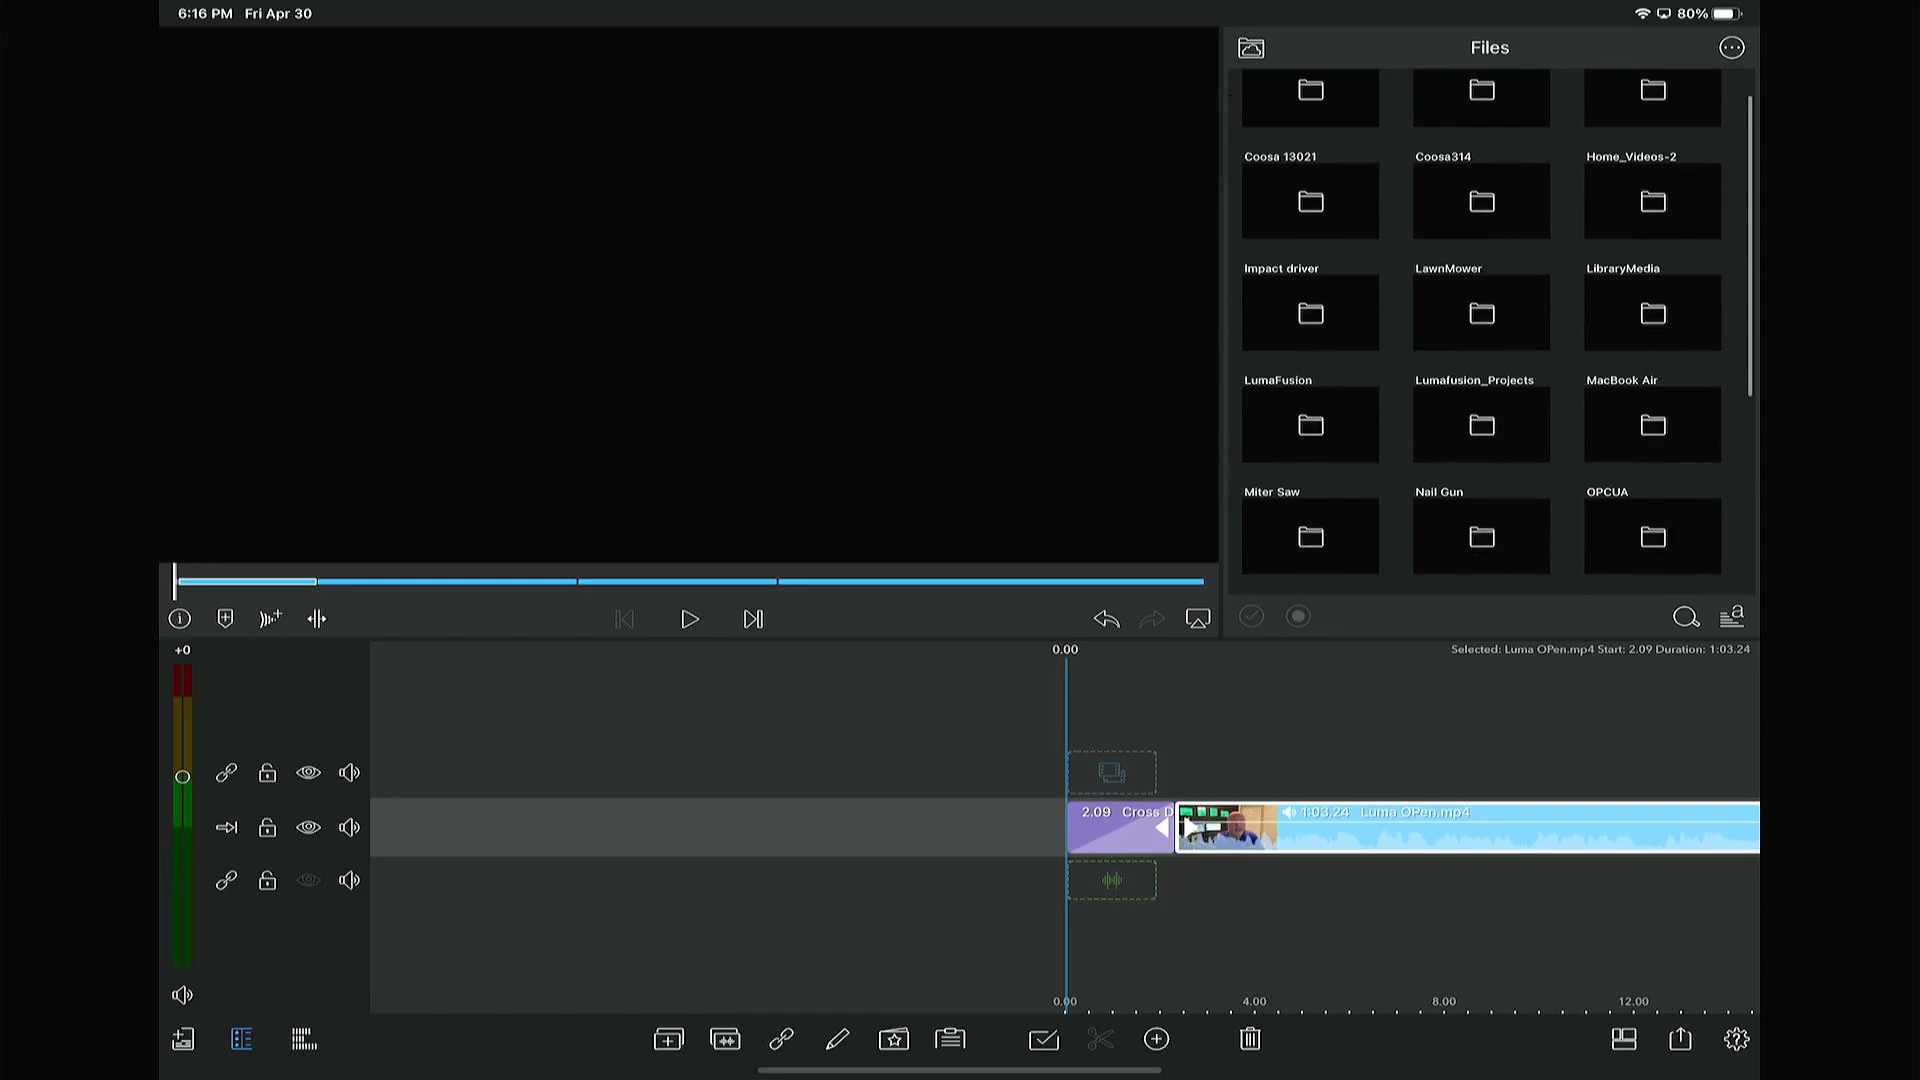 6:16 PM Fri Apr 30
80%
Files
Coosa 13021
Coosa314
Home_Videos-2
Impact driver
LawnMower
LibraryMedia
LumaFusion
Lumafusion_Projects
MacBook Air
Miter Saw
Nail Gun
OPCUA
+0
0.00
Selected: Luma OPen.mp4 Start: 2.09 Duration: 1:03.24
2.09 Cross D
1:03.24 Luma OPen.mp4
0.00
4.00
8.00
12.00